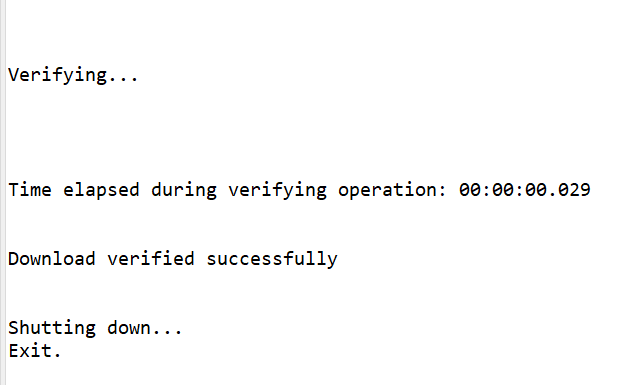 Verifying...
Time elapsed during verifying operation: 00:00:00.029
Download verified successfully
Shutting down...
Exit.